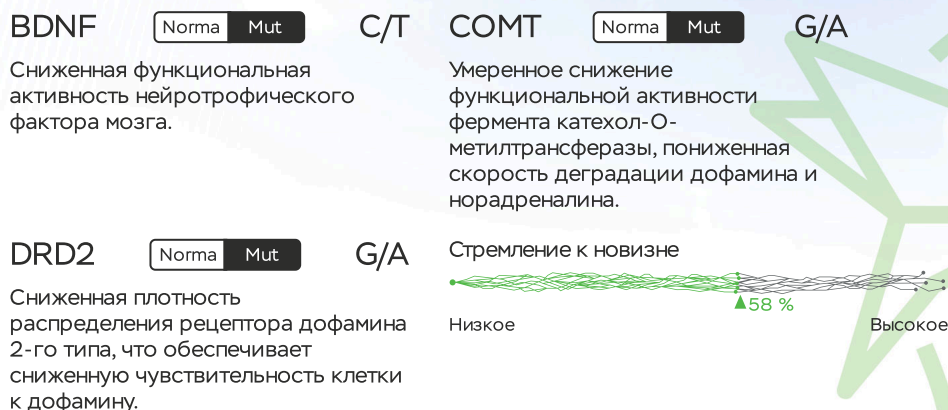 BDNF Norma Mut C/T
Сниженная функциональная
активность нейротрофического
фактора мозга.
COMT Norma Mut G/A
Умеренное снижение
функциональной активности
фермента катехол-О-
метилтрансферазы, пониженная
скорость деградации дофамина и
норадреналина.
DRD2 Norma Mut G/A
Сниженная плотность
распределения рецептора дофамина
2-го типа, что обеспечивает
сниженную чувствительность клетки
к дофамину.
Стремление к новизне
58 %
Низкое Высокое